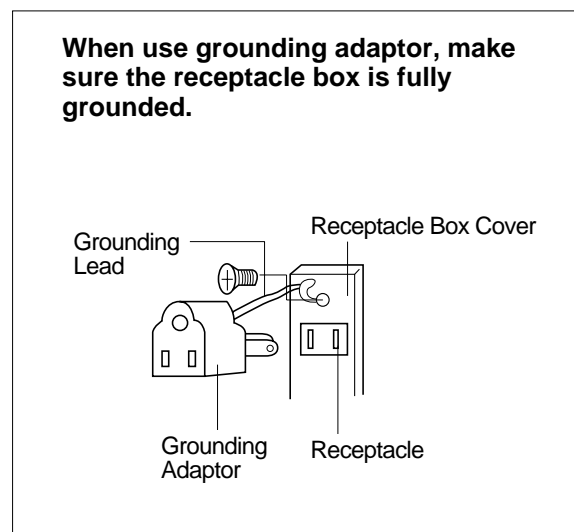 When use grounding adaptor, make
sure the receptacle box is fully
grounded.
Receptacle Box Cover
Grounding
Lead
Grounding
Adaptor
Receptacle